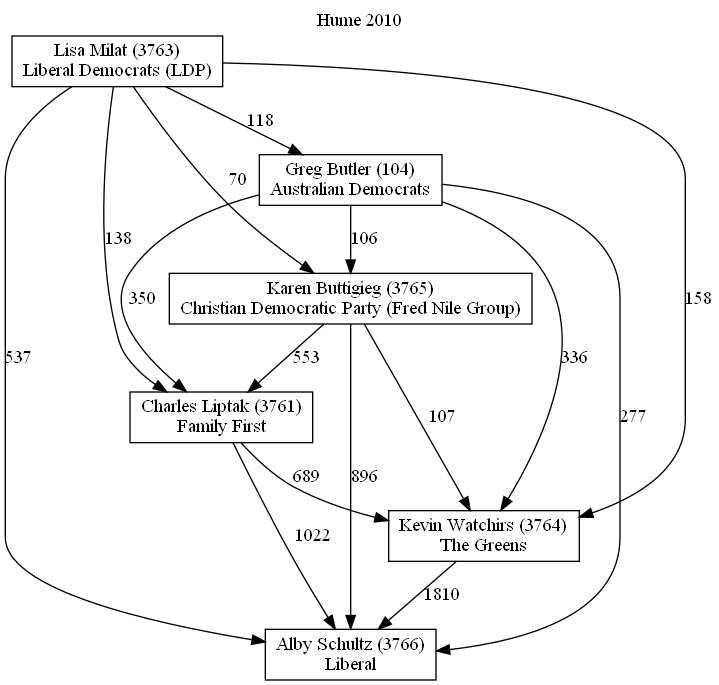 Hume 2010
Lisa Milat (3763)
Liberal Democrats (LDP)
118
Greg Butler (104)
Australian Democrats
70
138
106
Karen Buttigieg (3765)
Christian Democratic Party (Fred Nile Group)
350
158
537
553
336
Charles Liptak (3761)
Family First
107
277
689
896
Kevin Watchirs (3764)
The Greens
1022
1810
Alby Schultz (3766)
Liberal